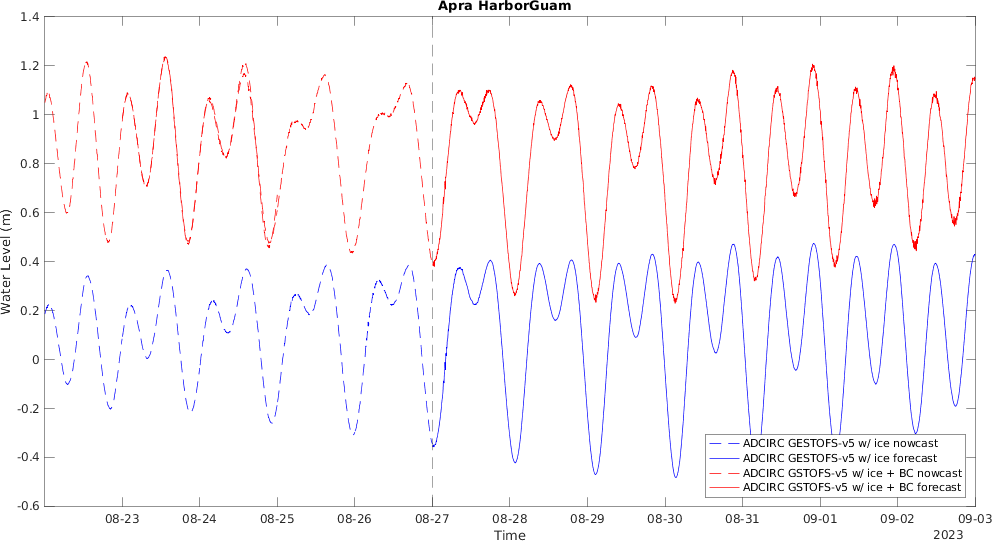 Apra HarborGuam
Water Level (m)
1.4
1.2
1
0.8
0.6
0.4
0.2
0
-0.2
-0.4
-0.6
ADCIRC GESTOFS-v5 w/ ice nowcast
ADCIRC GESTOFS-v5 w/ ice forecast
ADCIRC GSTOFS-v5 w/ ice + BC nowcast
ADCIRC GSTOFS-v5 w/ ice + BC forecast
08-23 08-24 08-25 08-26 08-27 08-28 08-29 08-30 08-31 09-01 09-02 09-03
Time
2023